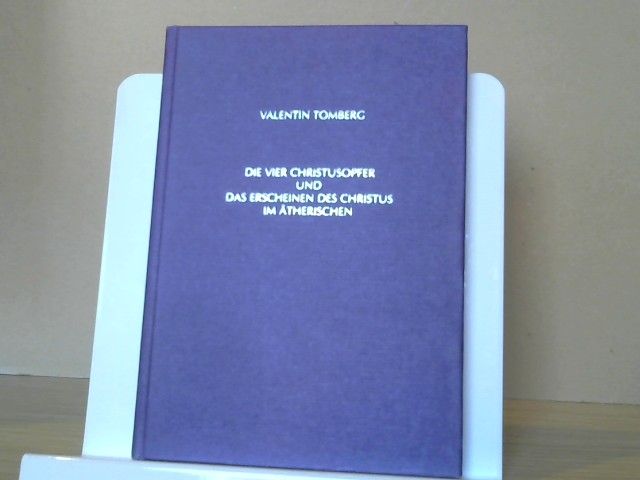 VALENTIN TOMBERG
DIE VIER CHRISTUSOPFER
UND
DAS ERSCHEINEN DES CHRISTUS
IM ÄTHERISCHEN